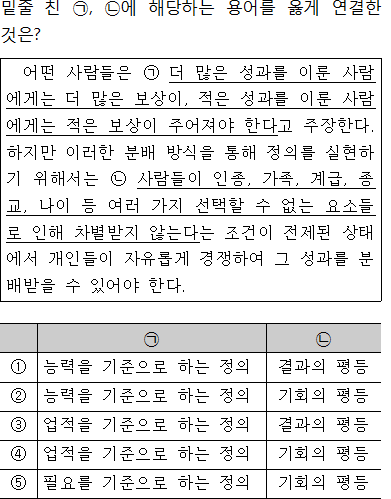 밑줄 친 ㉠, ㉡에 해당하는 용어를 옳게 연결한
것은?
어떤 사람들은 ㉠ 더 많은 성과를 이룬 사람
에게는 더 많은 보상이, 적은 성과를 이룬 사람
에게는 적은 보상이 주어져야 한다고 주장한다.
하지만 이러한 분배 방식을 통해 정의를 실현하
기 위해서는 ㉡ 사람들이 인종, 가족, 계급, 종
교, 나이 등 여러 가지 선택할 수 없는 요소들
로 인해 차별받지 않는다는 조건이 전제된 상태
에서 개인들이 자유롭게 경쟁하여 그 성과를 분
배받을 수 있어야 한다.
㉠ ㉡
① 능력을 기준으로 하는 정의 결과의 평등
② 능력을 기준으로 하는 정의 기회의 평등
③ 업적을 기준으로 하는 정의 결과의 평등
④ 업적을 기준으로 하는 정의 기회의 평등
⑤ 필요를 기준으로 하는 정의 기회의 평등